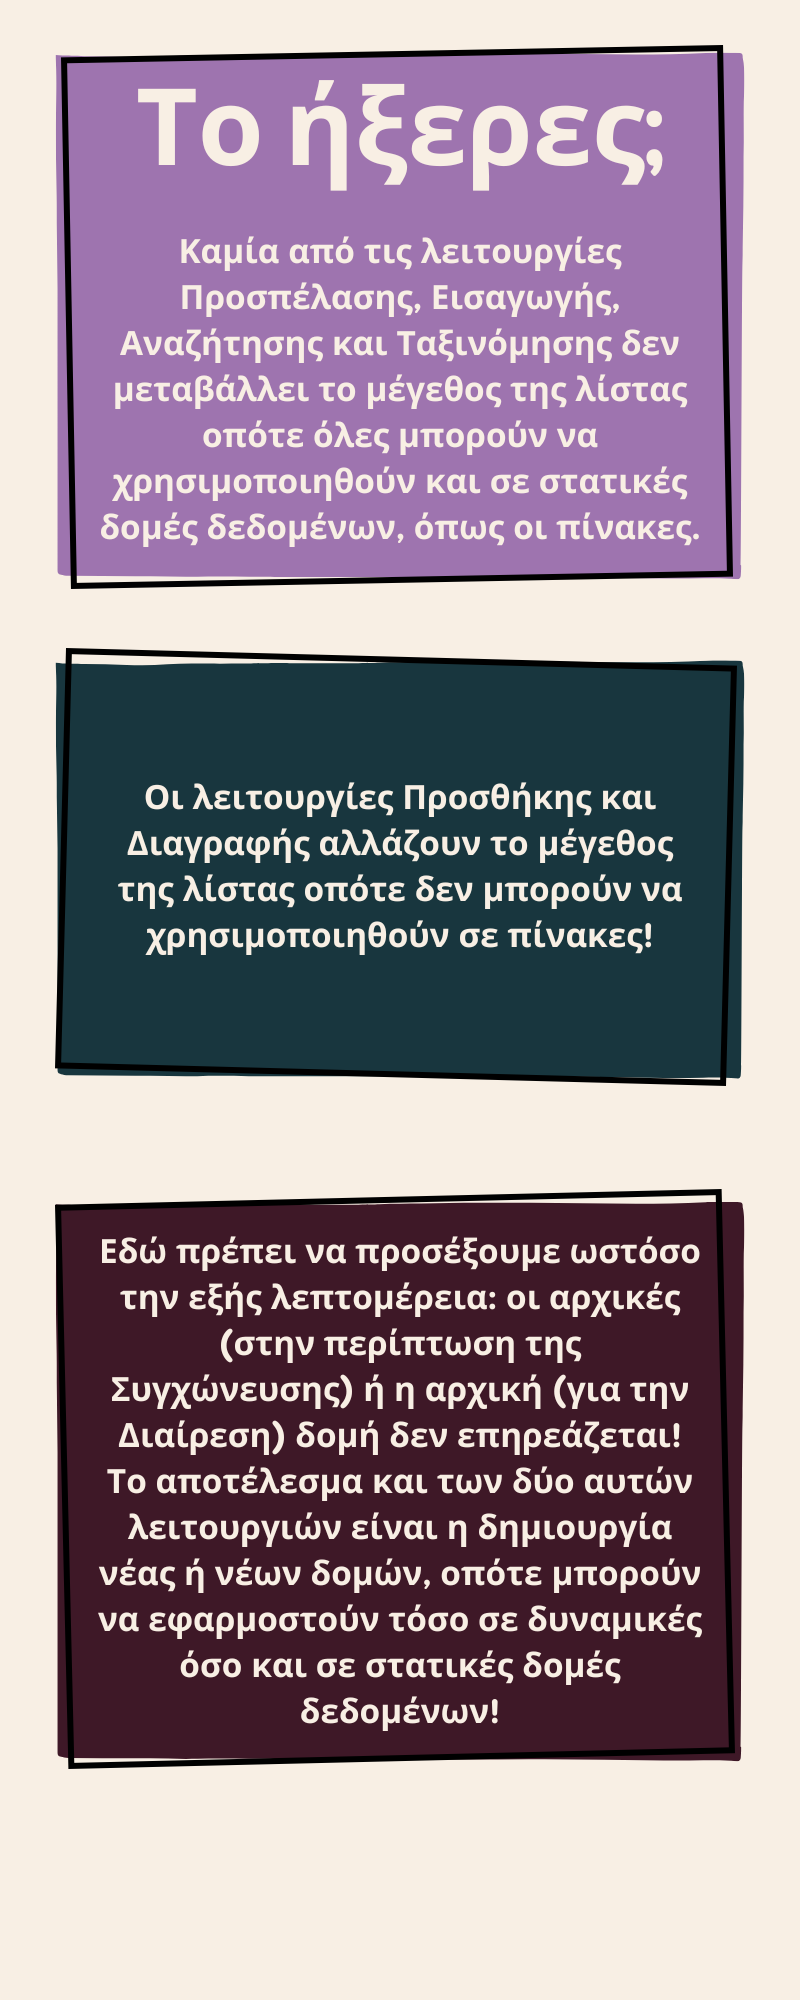 Το ήξερες;
Καμία από τις λειτουργίες
Προσπέλασης, Εισαγωγής,
Αναζήτησης και Ταξινόμησης δεν
μεταβάλλει το μέγεθος της λίστας
οπότε όλες μπορούν να
χρησιμοποιηθούν και σε στατικές
δομές δεδομένων, όπως οι πίνακες.
Οι λειτουργίες Προσθήκης και
Διαγραφής αλλάζουν το μέγεθος
της λίστας οπότε δεν μπορούν να
χρησιμοποιηθούν σε πίνακες!
Εδώ πρέπει να προσέξουμε ωστόσο
την εξής λεπτομέρεια: οι αρχικές
(στην περίπτωση της
Συγχώνευσης) ή η αρχική (για την
Διαίρεση) δομή δεν επηρεάζεται!
Το αποτέλεσμα και των δύο αυτών
λειτουργιών είναι η δημιουργία
νέας ή νέων δομών, οπότε μπορούν
να εφαρμοστούν τόσο σε δυναμικές
όσο και σε στατικές δομές
δεδομένων!